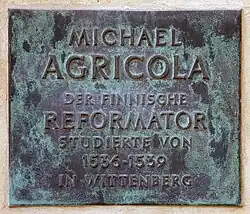 MICHAEL
AGRICOLA
DER FINNISCHE
REFORMATOR
STUDIERTE VON
1536-1539
IN WITTENBERG